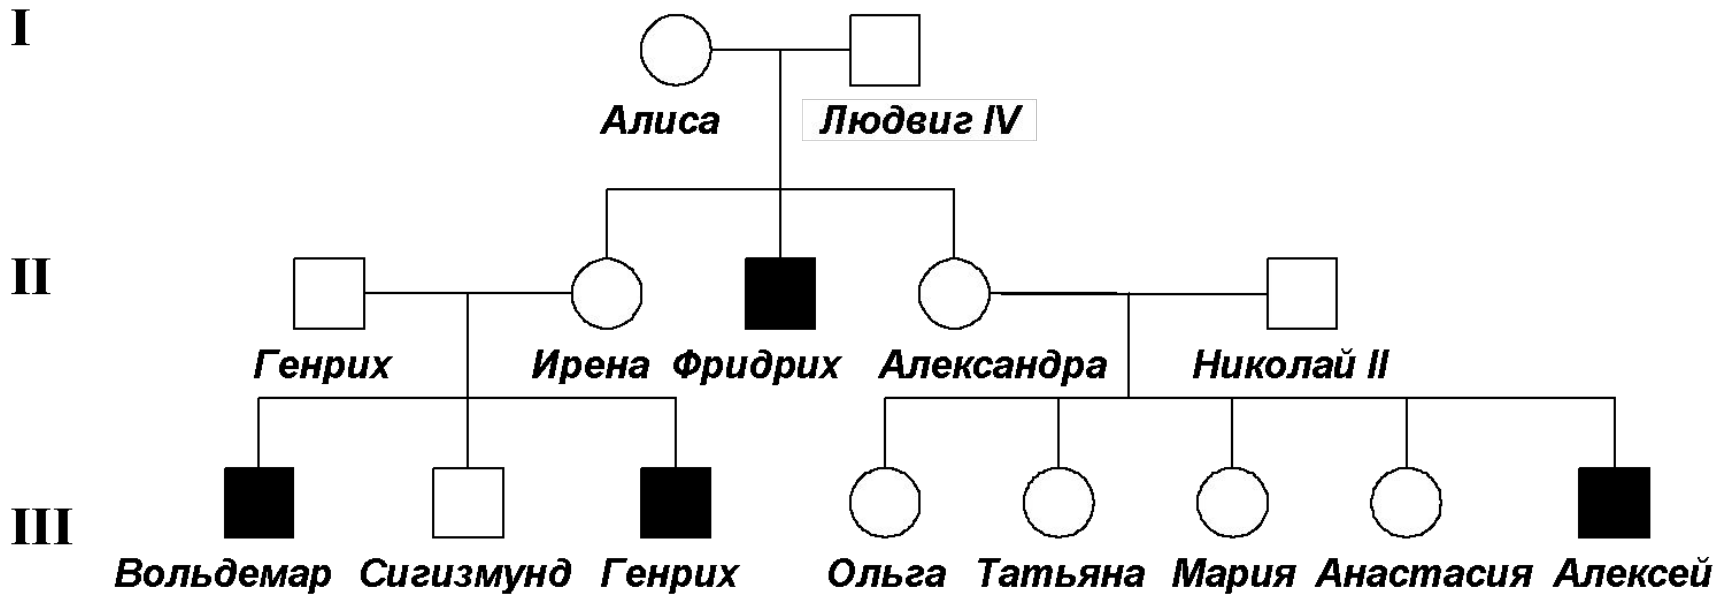 I
Алиса Людвиг IV
II
Генрих Ирена Фридрих Александра Николай II
III
Вольдемар Сигизмунд Генрих Ольга Татьяна Мария Анастасия Алексей